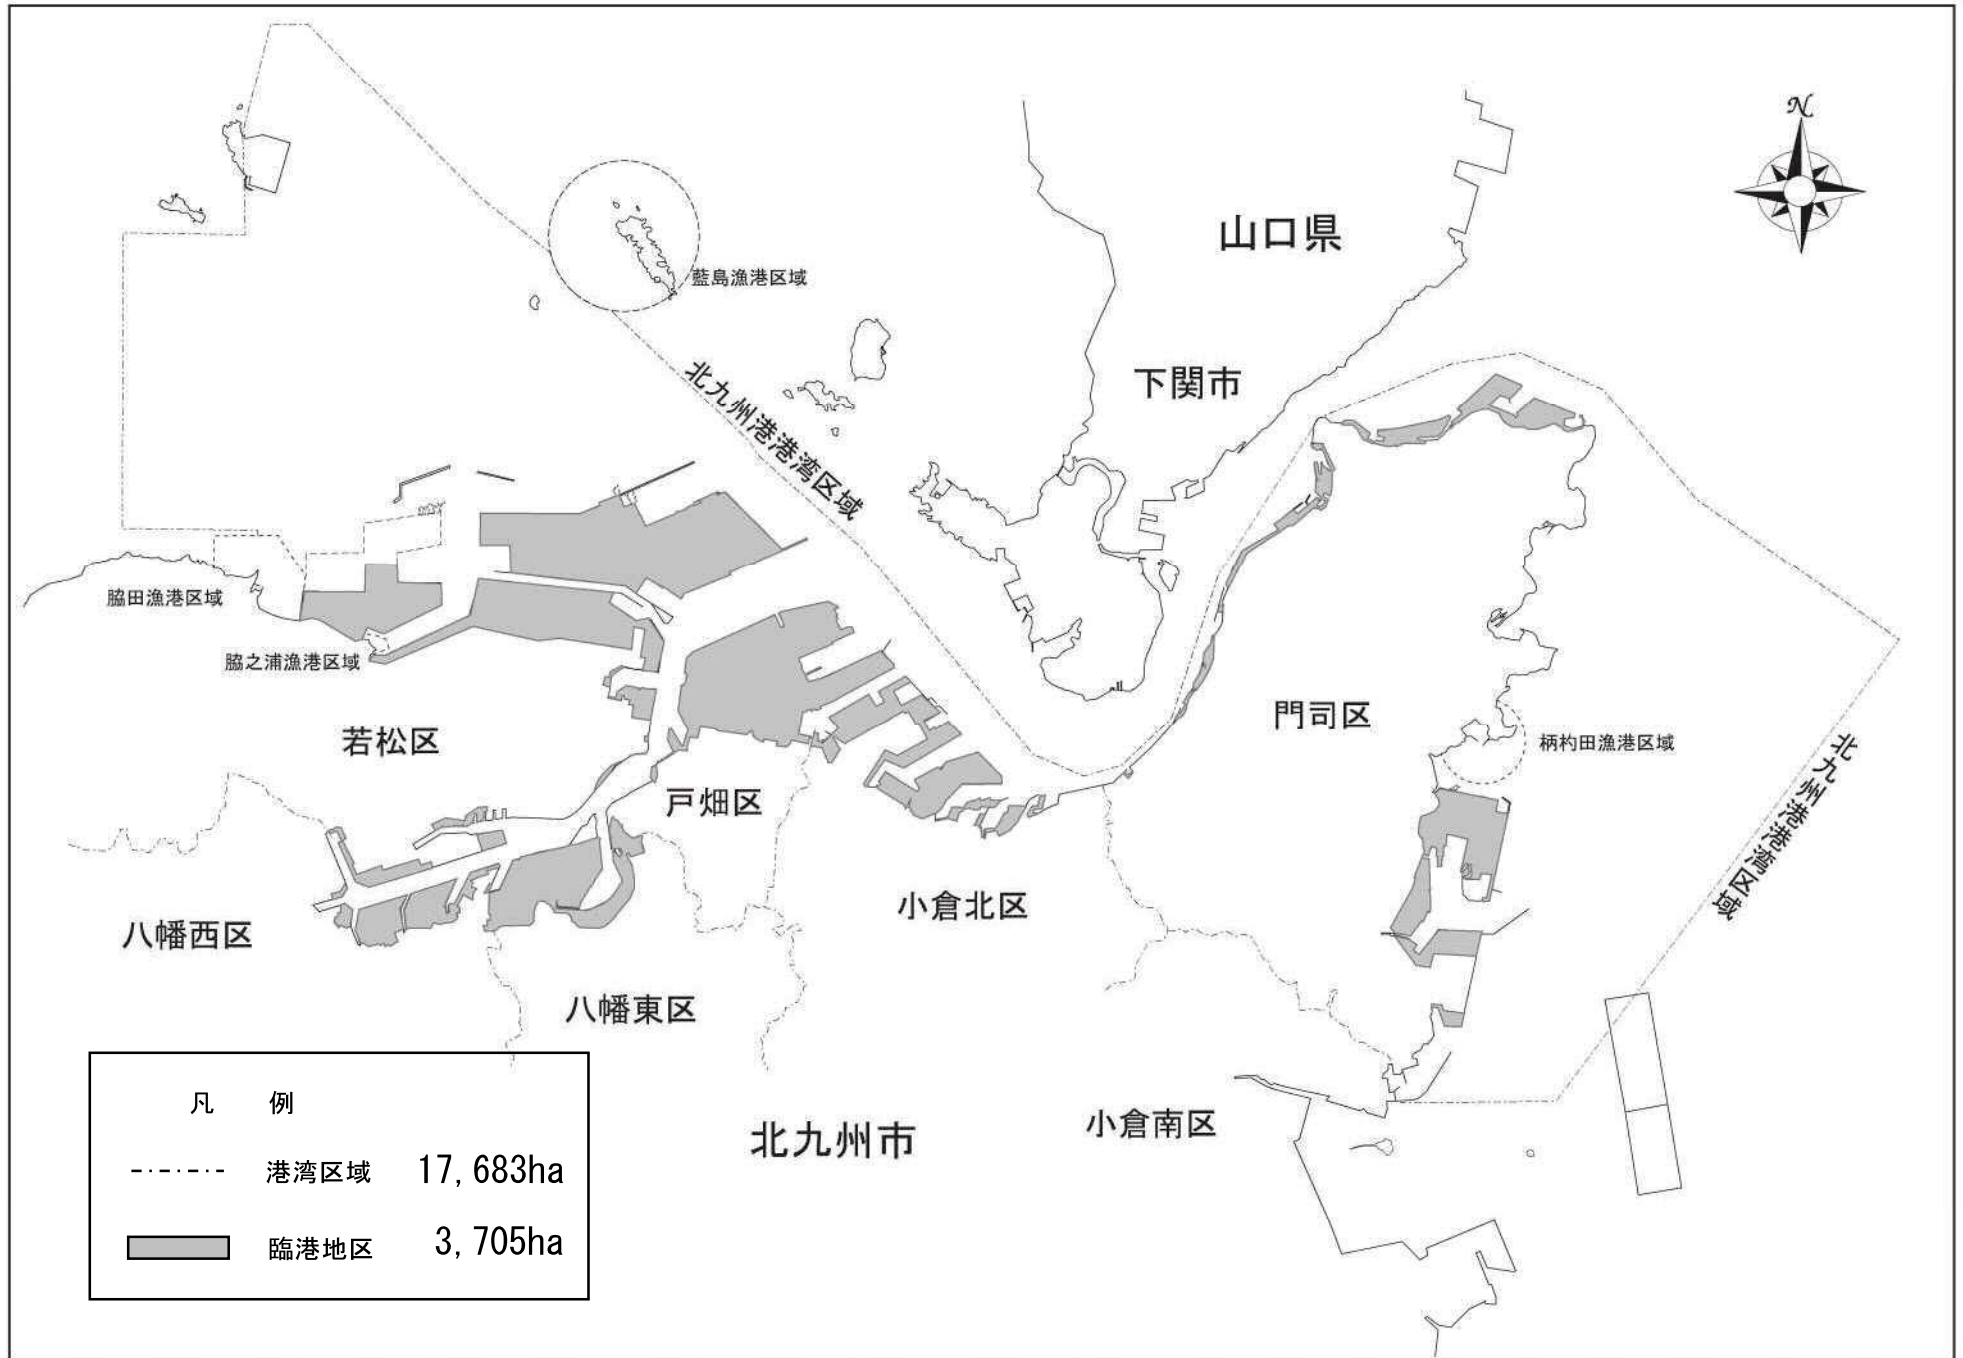 N
山口県
藍島漁港区域
下関市
北九州港港湾区域
脇田漁港区域
脇之浦漁港区域
若松区
戸畑区
門司区
柄杓田漁港区域
北九州港港湾区域
小倉北区
八幡西区
八幡東区
小倉南区
北九州市
凡 例
港湾区域 17,683ha
臨港地区 3,705ha